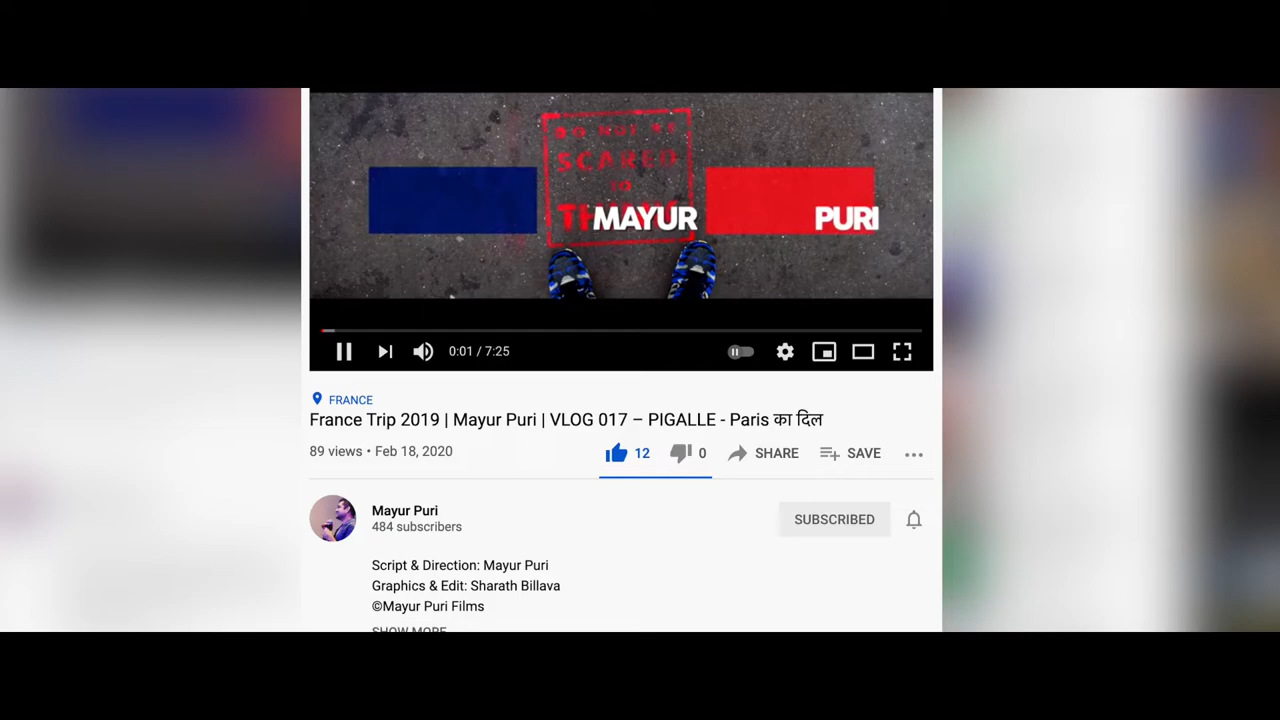 DO NOT BE
SCARED
TO
MAYUR
PURI
0:01 / 7:25
FRANCE
France Trip 2019 | Mayur Puri | VLOG 017 – PIGALLE - Paris का दिल
89 views • Feb 18, 2020
12
0
SHARE
SAVE
Mayur Puri
484 subscribers
SUBSCRIBED
Script & Direction: Mayur Puri
Graphics & Edit: Sharath Billava
©Mayur Puri Films
SHOW MORE